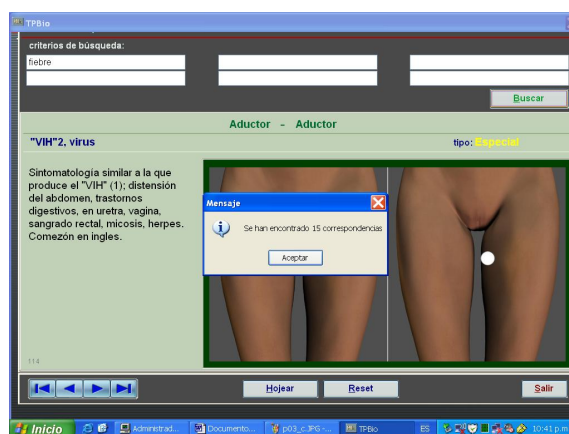 TPBio
criterios de búsqueda:
fiebre
Buscar
Aductor - Aductor
"VIH"2, virus
tipo: Especial
Sintomatología similar a la que
produce el "VIH" (1); distensión
del abdomen, trastornos
digestivos, en uretra, vagina,
sangrado rectal, micosis, herpes.
Comezón en ingles.
Mensaje
Se han encontrado 15 correspondencias
Aceptar
114
Hojear Reset Salir
Inicio Administrad... Documento... p03_c.JPG -... TPBio ES 10:41 p.m.